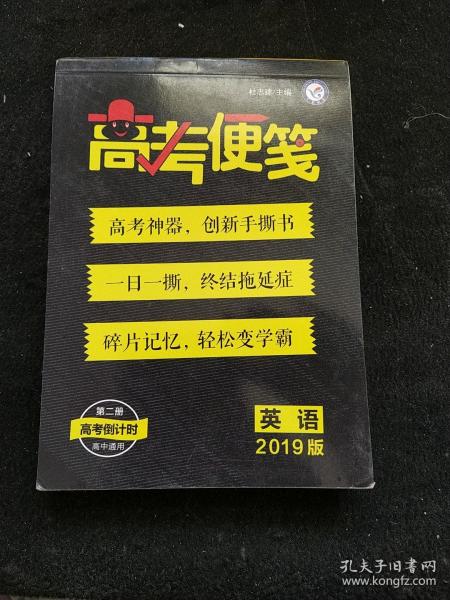 杜志建/主编
高考便笺
高考神器，创新手撕书
一日一撕，终结拖延症
碎片记忆，轻松变学霸
第二册
高考倒计时
高中通用
英语
2019版
孔夫子旧书网
www.kongfz.com